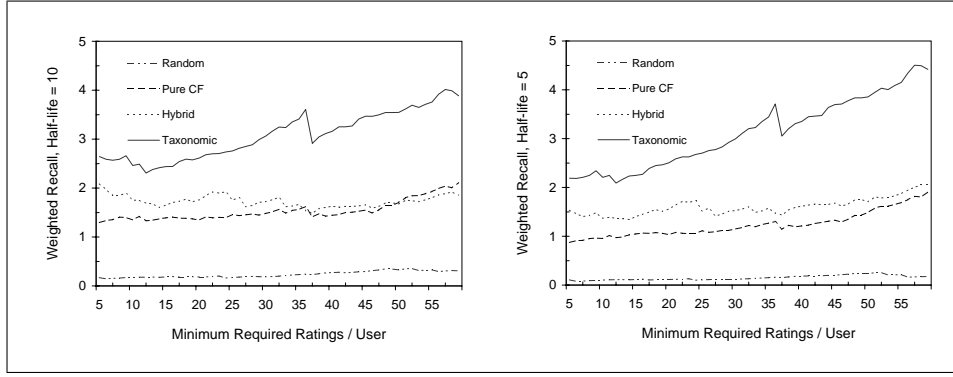 Weighted Recall, Half-life = 10
5
4
3
2
1
0
Random
Pure CF
Hybrid
Taxonomic
5 10 15 20 25 30 35 40 45 50 55
Minimum Required Ratings / User
Weighted Recall, Half-life = 5
5
4
3
2
1
0
Random
Pure CF
Hybrid
Taxonomic
5 10 15 20 25 30 35 40 45 50 55
Minimum Required Ratings / User